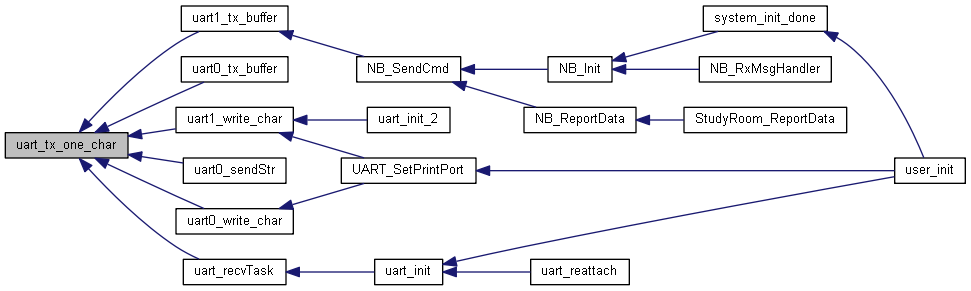 uart_tx_one_char
uart1_tx_buffer
uart0_tx_buffer
uart1_write_char
uart0_sendStr
uart0_write_char
uart_recvTask
NB_SendCmd
uart_init_2
UART_SetPrintPort
uart_init
NB_Init
NB_ReportData
uart_reattach
system_init_done
NB_RxMsgHandler
StudyRoom_ReportData
user_init